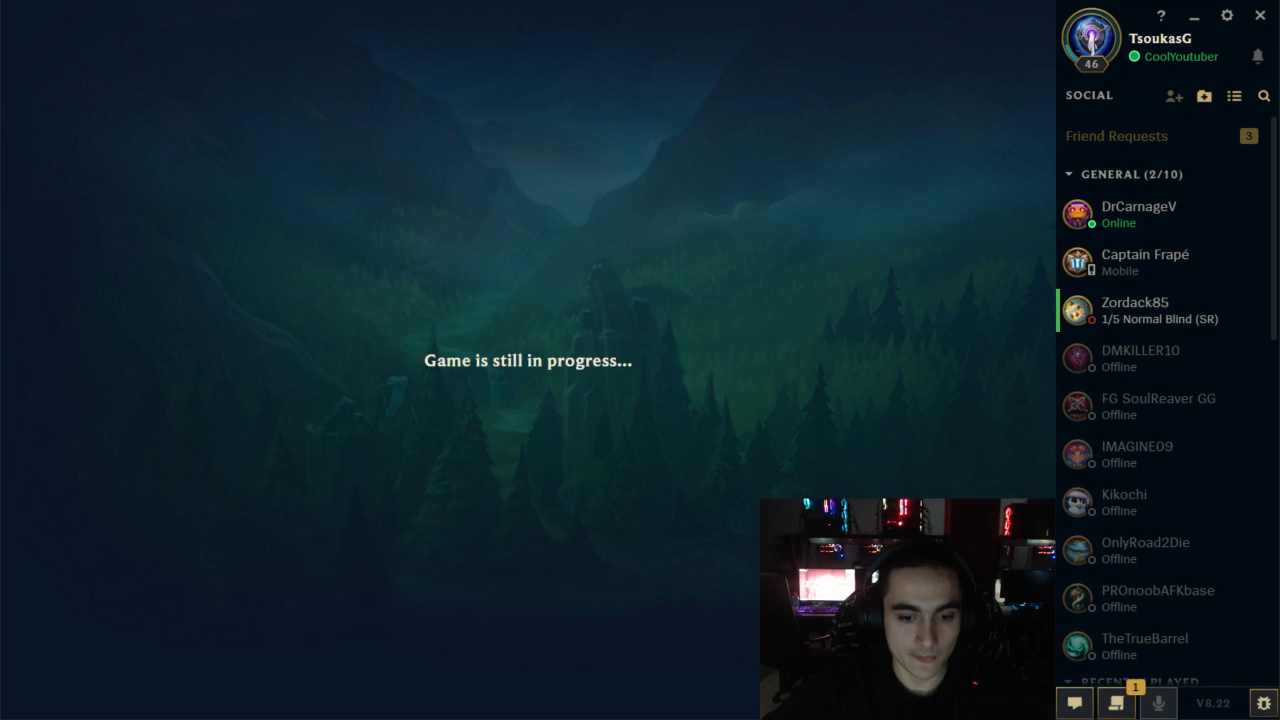 ?
TsoukasG
CoolYoutuber
46
SOCIAL
Friend Requests
3
GENERAL (2/10)
DrCarnageV
Online
Captain Frapé
Mobile
Zordack85
1/5 Normal Blind (SR)
Game is still in progress...
DMKILLER10
Offline
FG SoulReaver GG
Offline
IMAGINE09
Offline
Kikochi
Offline
OnlyRoad2Die
Offline
PROnoobAFKbase
Offline
TheTrueBarrel
Offline
RECENTLY PLAYED
1
V8.22